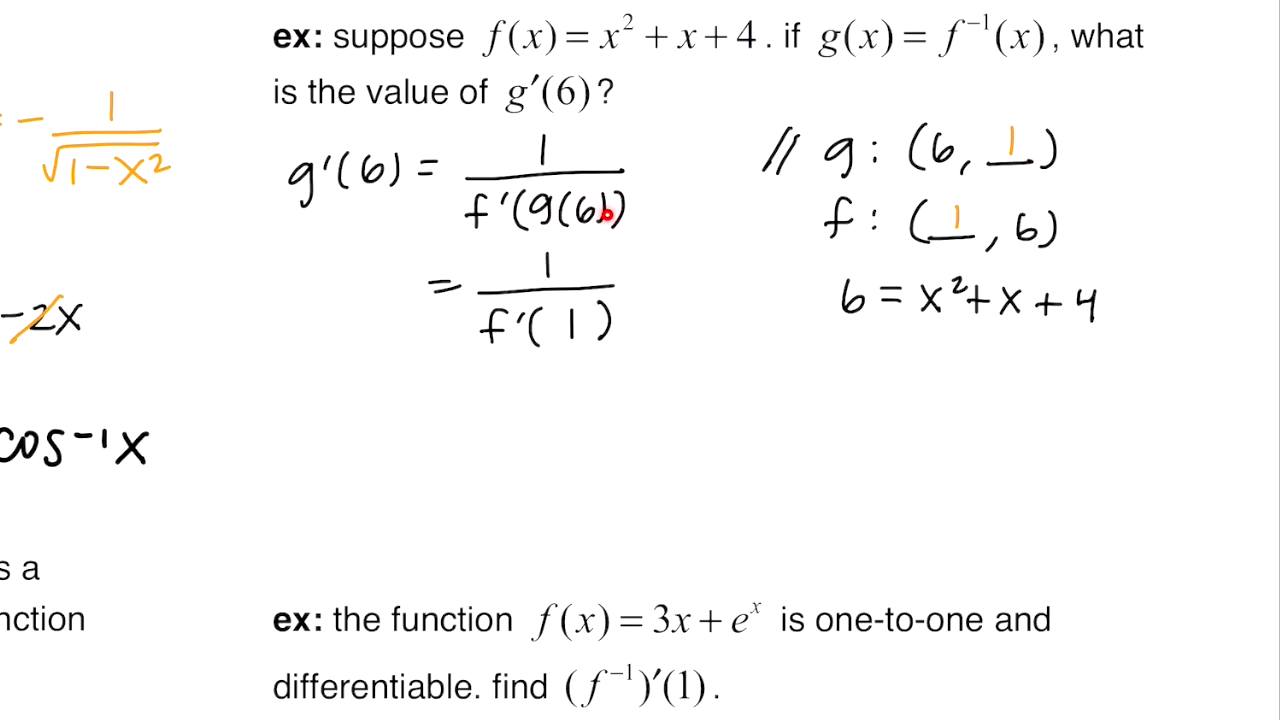 ex: suppose f(x) = x² + x + 4. if g(x) = f⁻¹(x), what
is the value of g′(6)?
= - 1/√(1-x²)
g'(6) = 1/f'(g(6))
= 1/f'(1)
// g: (6, 1)
f: (1, 6)
6 = x²+x+4
-2x
cos⁻¹x
s a
nction
ex: the function f(x) = 3x + eˣ is one-to-one and
differentiable. find (f⁻¹)′(1).